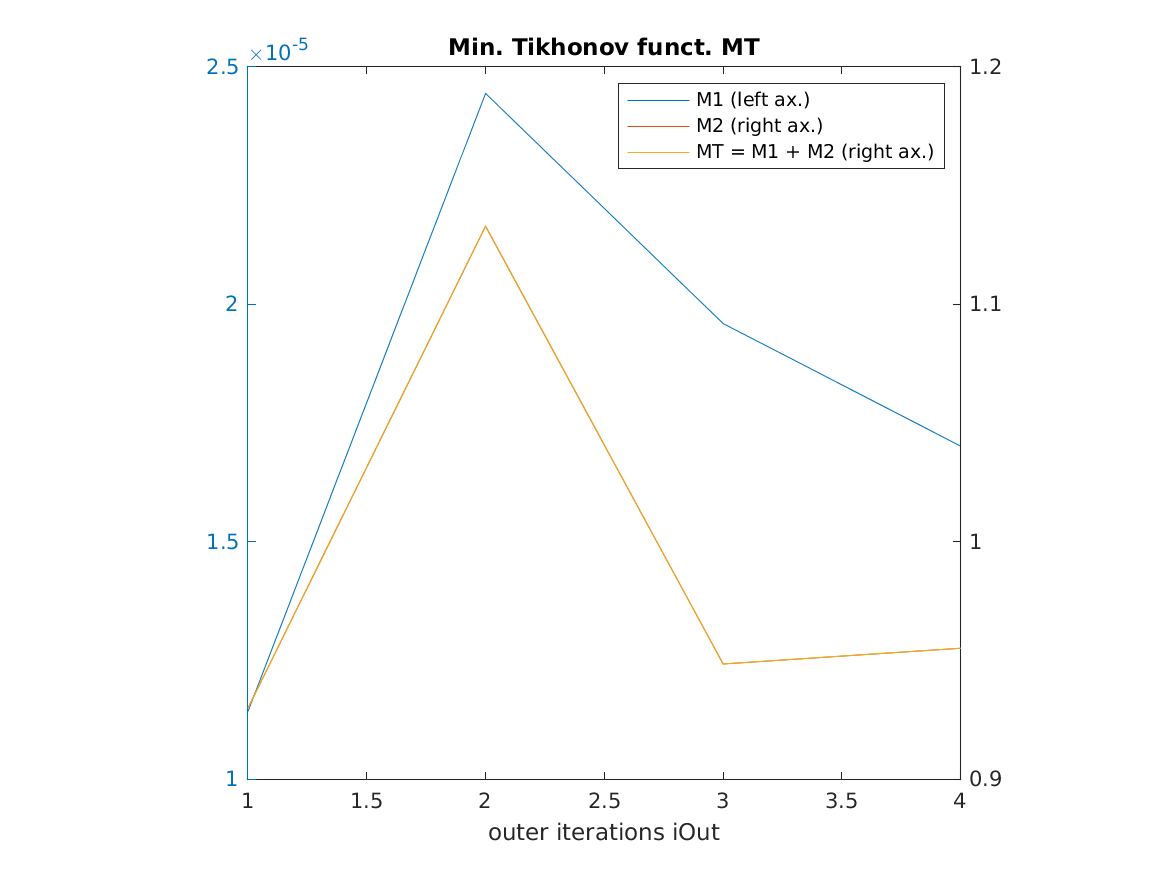 Min. Tikhonov funct. MT
×10-5
2.5
2
1.5
1
1.2
1.1
1
0.9
M1 (left ax.)
M2 (right ax.)
MT = M1 + M2 (right ax.)
1 1.5 2 2.5 3 3.5 4
outer iterations iOut